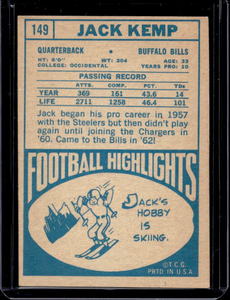 149 JACK KEMP
QUARTERBACK • BUFFALO BILLS
HT: 6'0" WT: 204 AGE: 33
COLLEGE: OCCIDENTAL YEARS PRO: 10
PASSING RECORD
ATTS. COMP. PCT. TDS
YEAR 369 161 43.6 14
LIFE 2711 1258 46.4 101
Jack began his pro career in 1957
with the Steelers but then didn't play
again until joining the Chargers in
'60. Came to the Bills in '62!
FOOTBALL HIGHLIGHTS
JACK'S
HOBBY
IS
SKIING.
© T.C.G.
PRTD IN U.S.A.